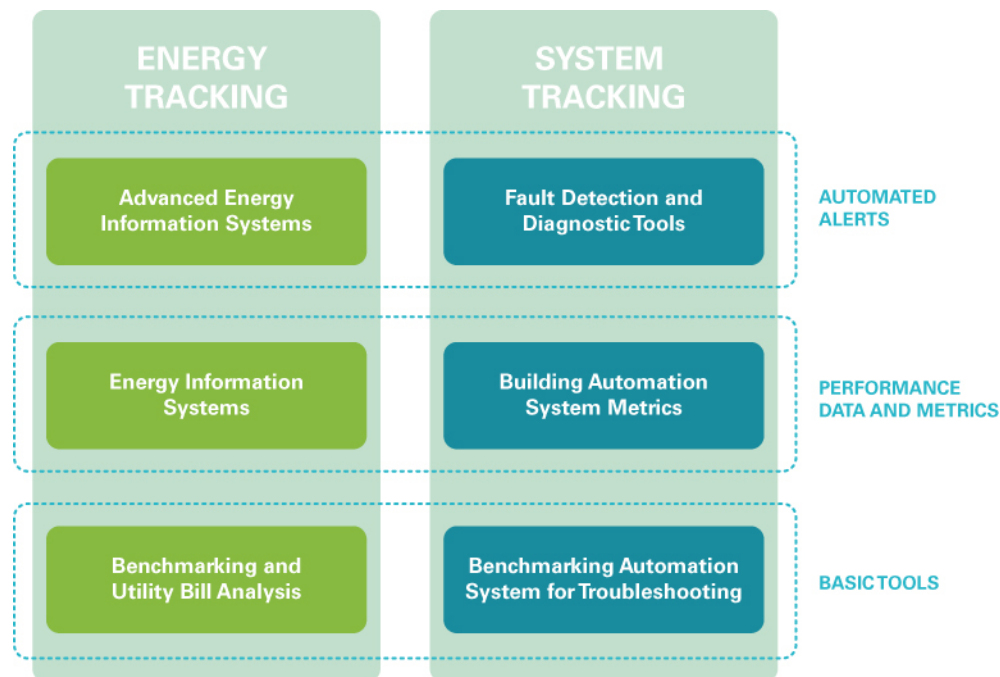 ENERGY
TRACKING
SYSTEM
TRACKING
Advanced Energy
Information Systems
Fault Detection and
Diagnostic Tools
AUTOMATED
ALERTS
Energy Information
Systems
Building Automation
System Metrics
PERFORMANCE
DATA AND METRICS
Benchmarking and
Utility Bill Analysis
Benchmarking Automation
System for Troubleshooting
BASIC TOOLS